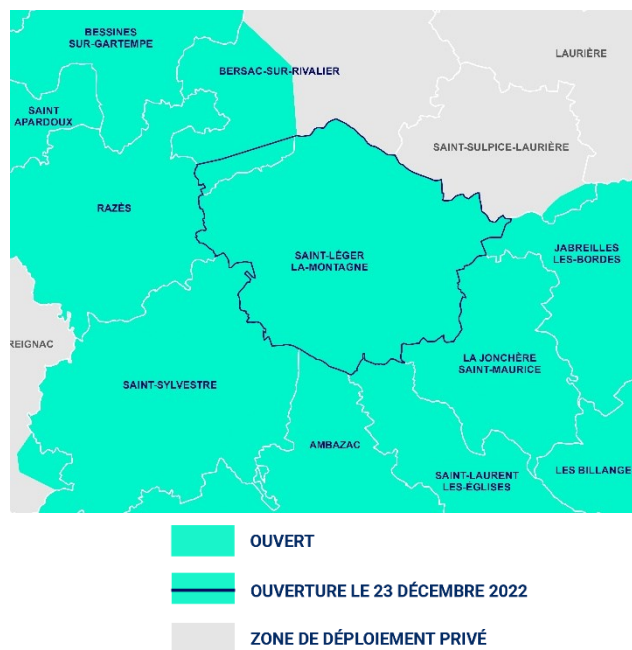 BESSINES
SUR-GARTEMPE
LAURIÈRE
BERSAC-SUR-RIVALIER
SAINT
APARDOUX
SAINT-SULPICE-LAURIÈRE
RAZÈS
JABREILLES
LES-BORDES
SAINT-LÉGER
LA-MONTAGNE
REIGNAC
LA JONCHÈRE
SAINT-MAURICE
SAINT-SYLVESTRE
AMBAZAC
SAINT-LAURENT
LES-ÉGLISES
LES BILLANGE
OUVERT
OUVERTURE LE 23 DÉCEMBRE 2022
ZONE DE DÉPLOIEMENT PRIVÉ